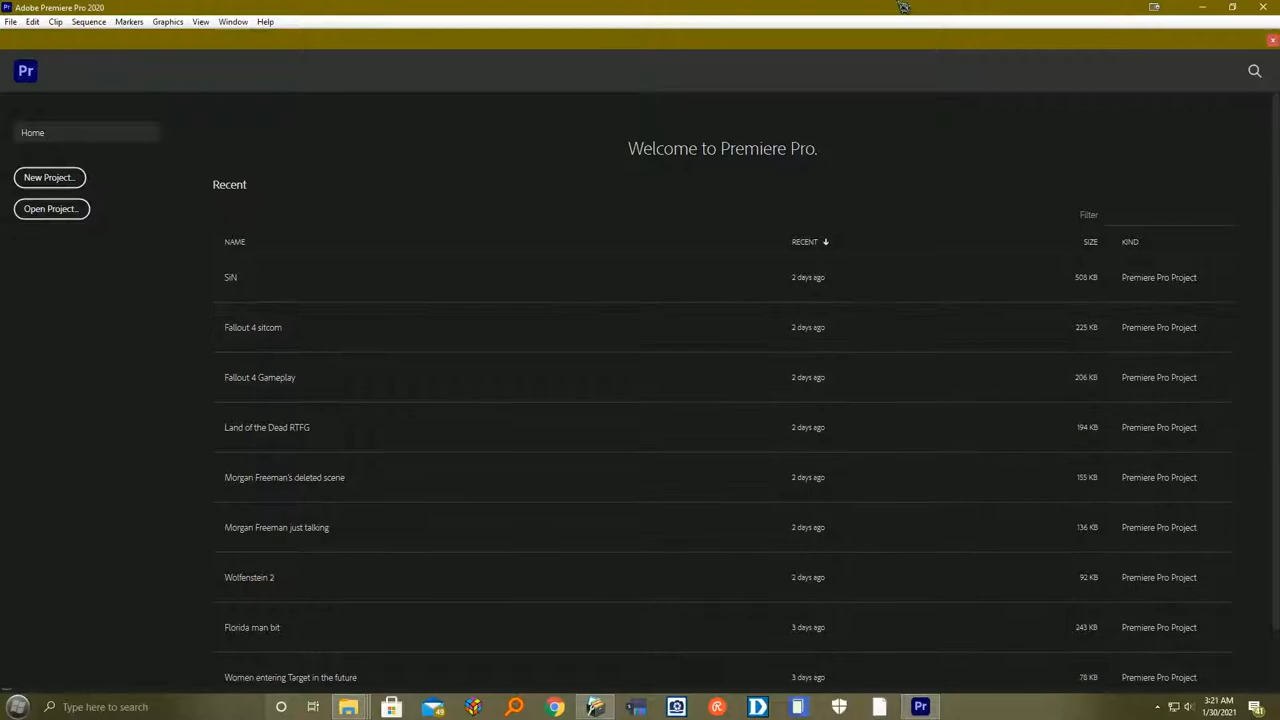 Pr Adobe Premiere Pro 2020
File Edit Clip Sequence Markers Graphics View Window Help
Pr
Home
Welcome to Premiere Pro.
New Project...
Recent
Open Project...
Filter
NAME RECENT SIZE KIND
SiN 2 days ago 508 KB Premiere Pro Project
Fallout 4 sitcom 2 days ago 225 KB Premiere Pro Project
Fallout 4 Gameplay 2 days ago 206 KB Premiere Pro Project
Land of the Dead RTFG 2 days ago 194 KB Premiere Pro Project
Morgan Freeman's deleted scene 2 days ago 155 KB Premiere Pro Project
Morgan Freeman just talking 2 days ago 136 KB Premiere Pro Project
Wolfenstein 2 2 days ago 92 KB Premiere Pro Project
Florida man bit 3 days ago 243 KB Premiere Pro Project
Women entering Target in the future 3 days ago 78 KB Premiere Pro Project
Type here to search 49 D Pr 3:21 AM 41
1/30/2021